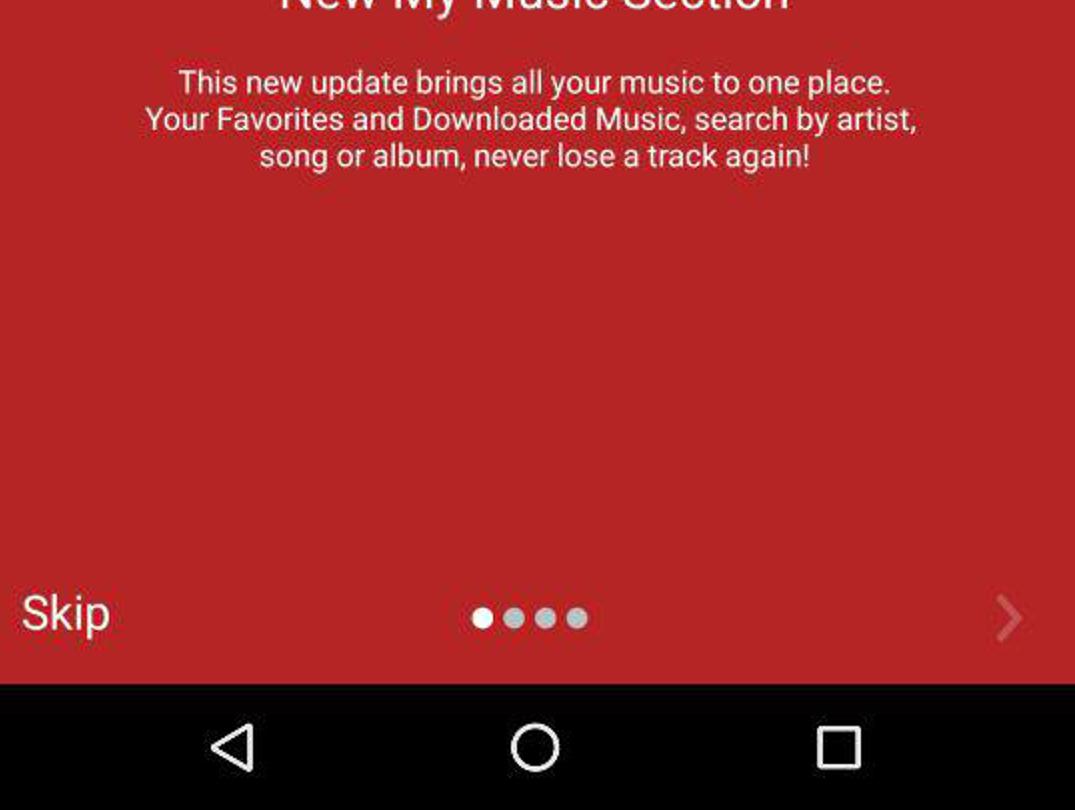 New My Music Section
This new update brings all your music to one place.
Your Favorites and Downloaded Music, search by artist,
song or album, never lose a track again!
Skip